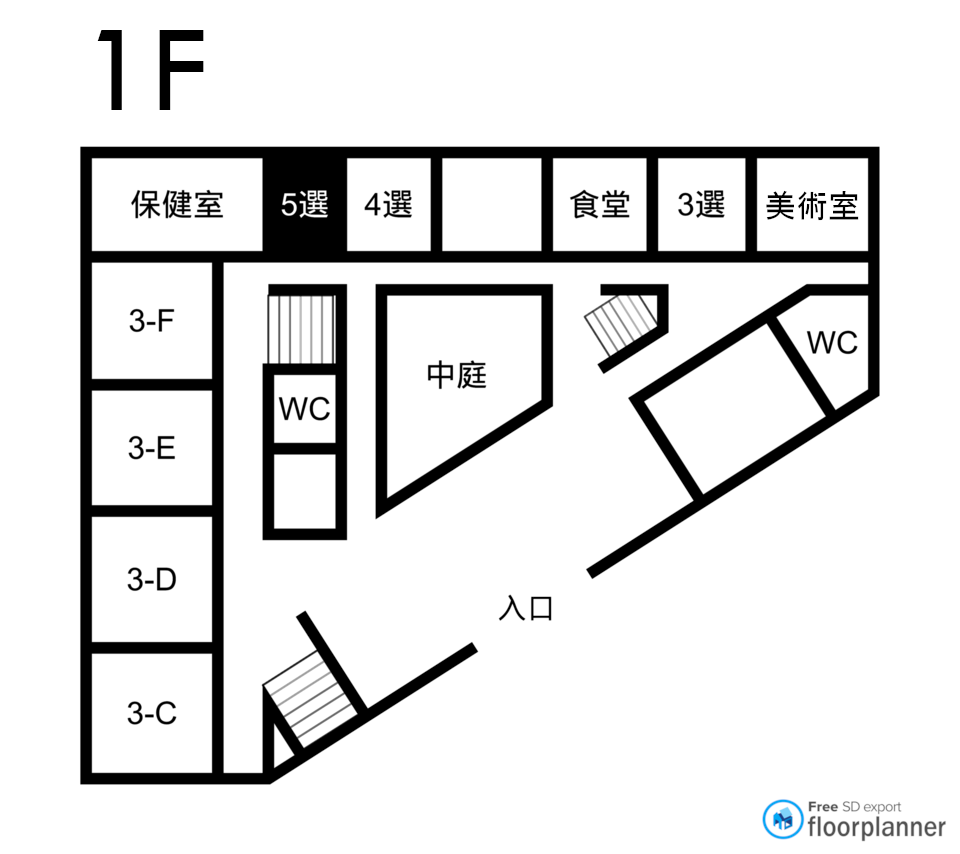 1F
保健室
5選
4選
食堂
3選
美術室
3-F
中庭
WC
3-E
WC
3-D
入口
3-C
Free SD export
floorplanner